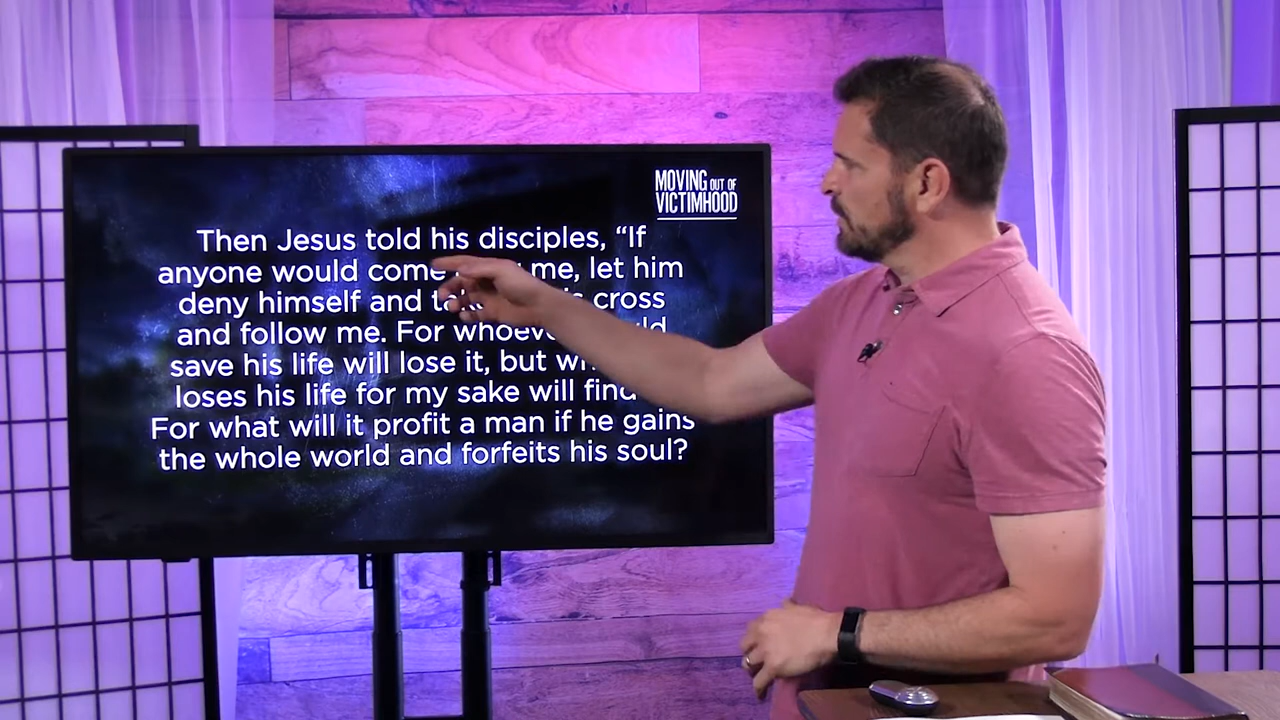 MOVING OUT OF
VICTIMHOOD
Then Jesus told his disciples, “If
anyone would come me, let him
deny himself and cross
and follow me. For
save his life will lose it, but
loses his life for my sake will find
For what will it profit a man if he gains
the whole world and forfeits his soul?